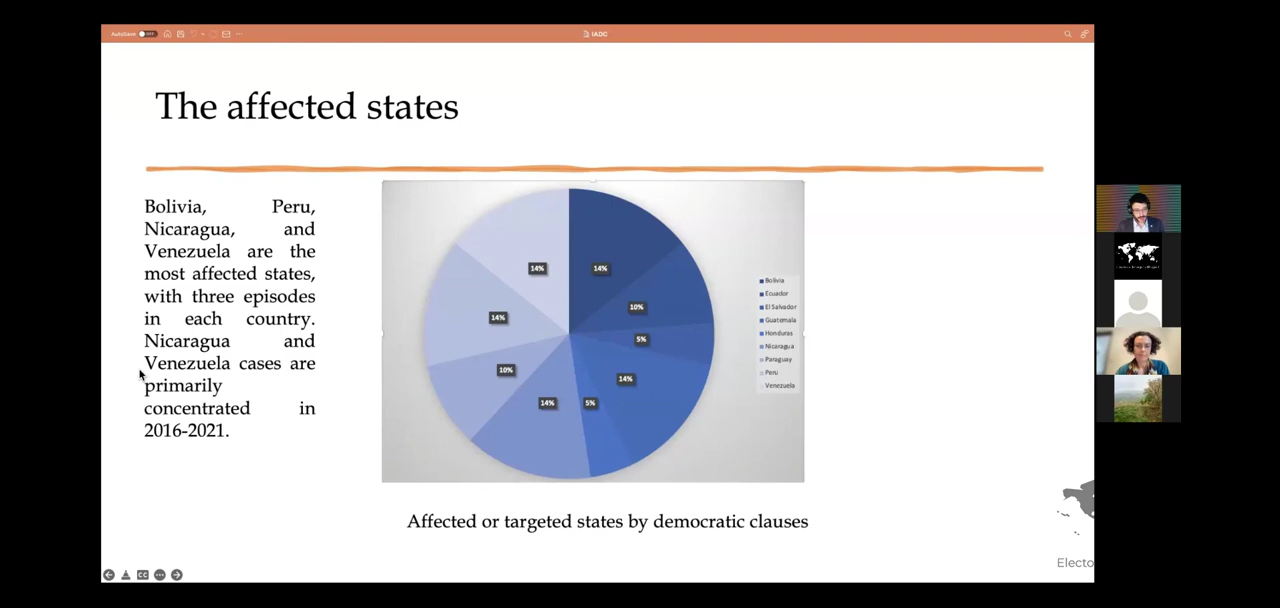 AutoSave OFF
IADC
The affected states
Bolivia, Peru,
Nicaragua, and
Venezuela are the
most affected states,
with three episodes
in each country.
Nicaragua and
Venezuela cases are
primarily
concentrated in
2016-2021.
14%
14%
10%
14%
5%
10%
14%
14%
5%
Bolivia
Ecuador
El Salvador
Guatemala
Honduras
Nicaragua
Paraguay
Peru
Venezuela
Affected or targeted states by democratic clauses
Electo
CC